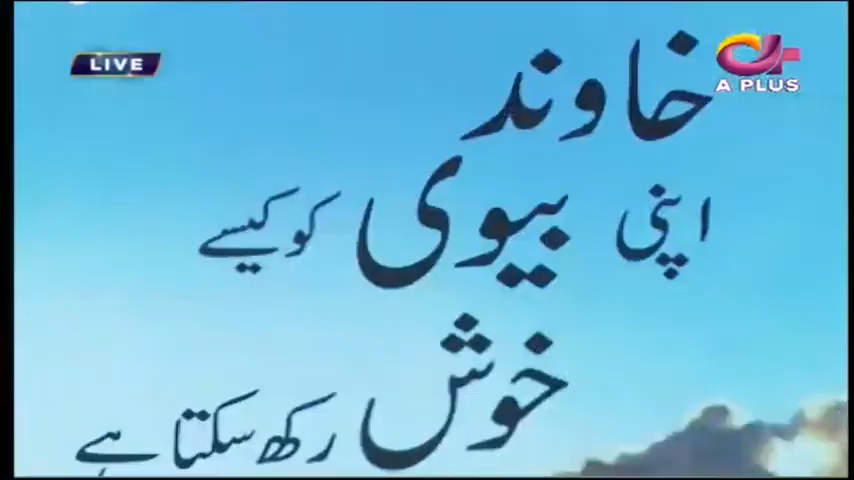 LIVE
A PLUS
خاوند
اپنی بیوی کو کیسے
خوش رکھ سکتا ہے